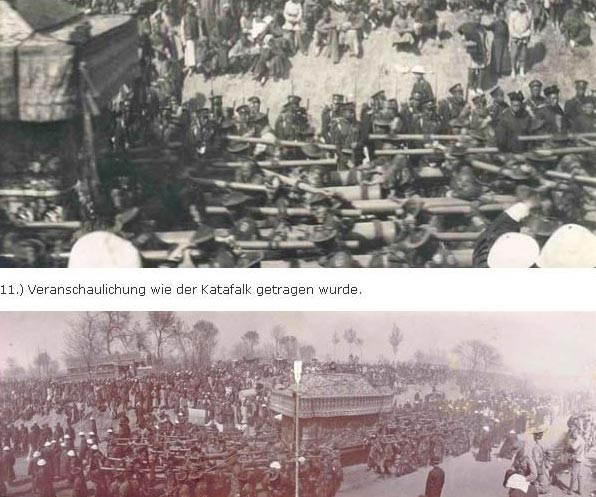 11.) Veranschaulichung wie der Katafalk getragen wurde.